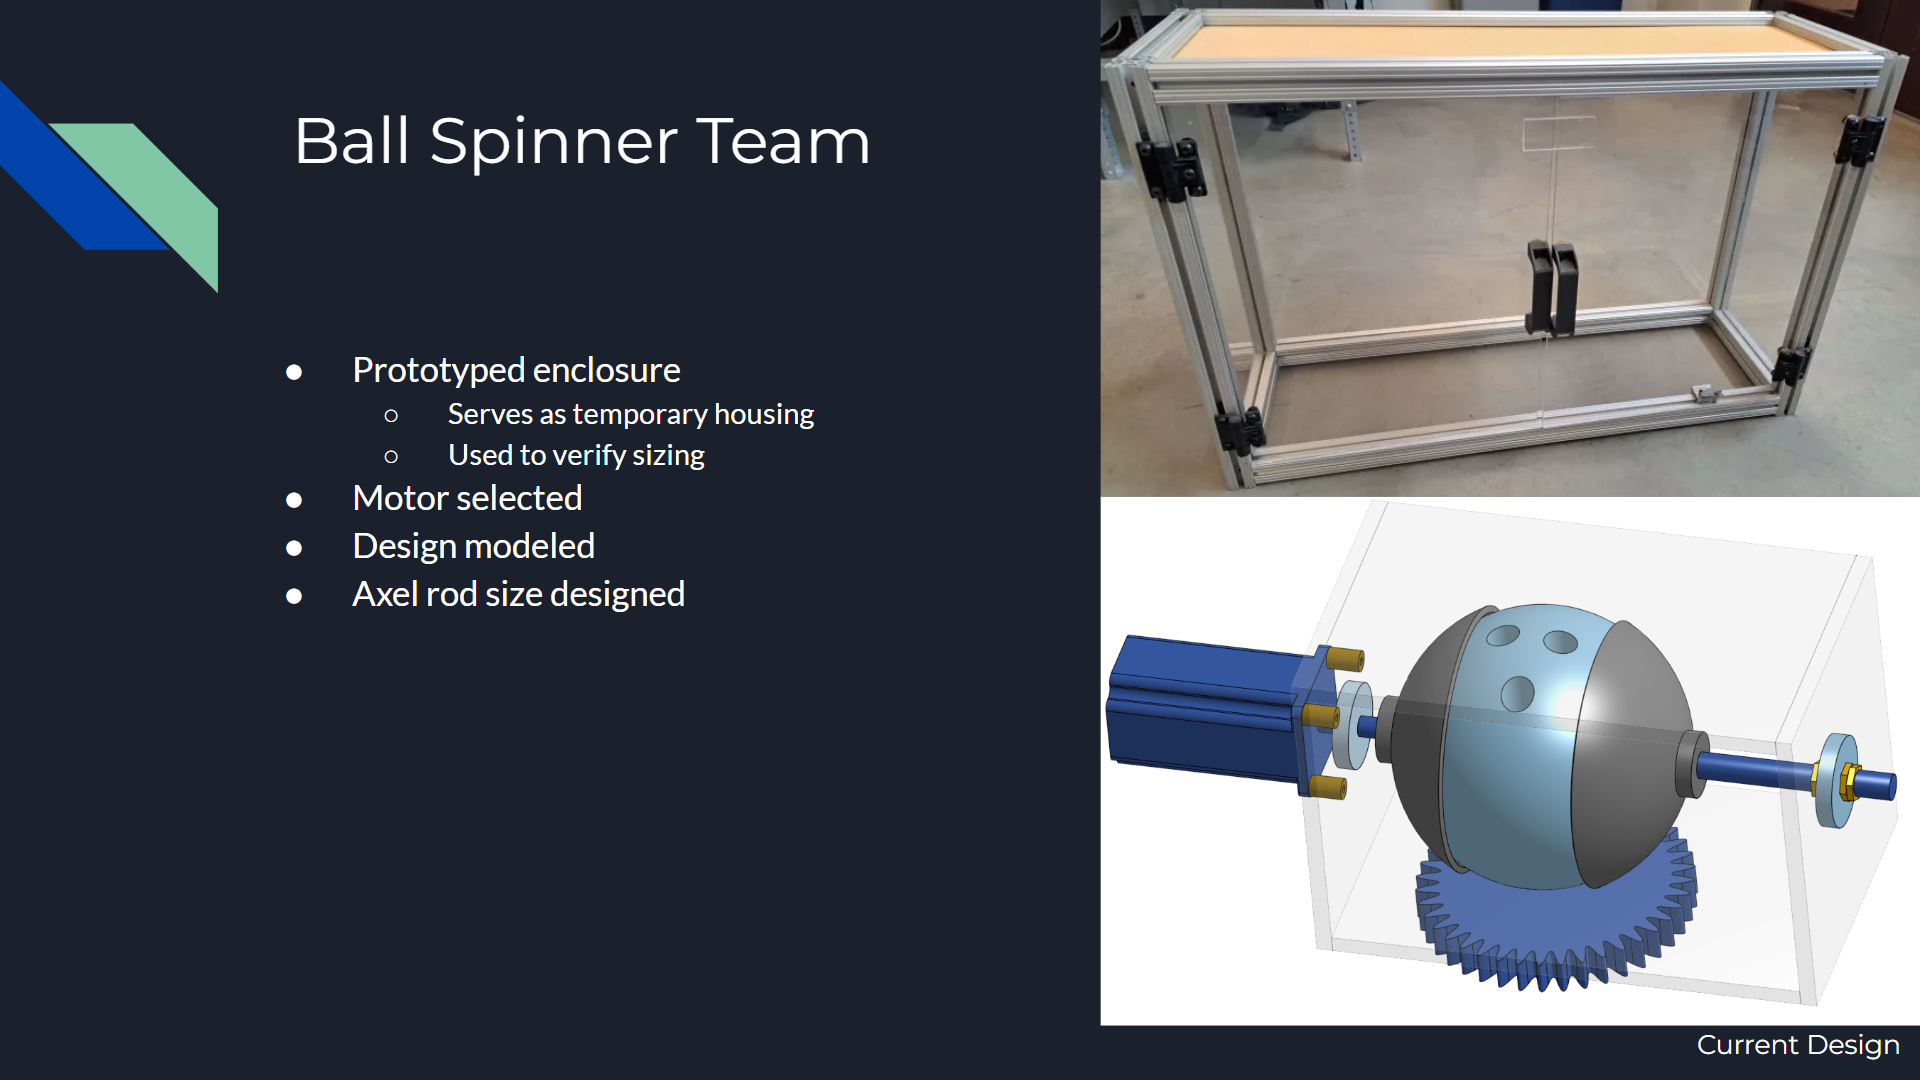 Ball Spinner Team
● Prototyped enclosure
○ Serves as temporary housing
○ Used to verify sizing
● Motor selected
● Design modeled
● Axel rod size designed
Current Design